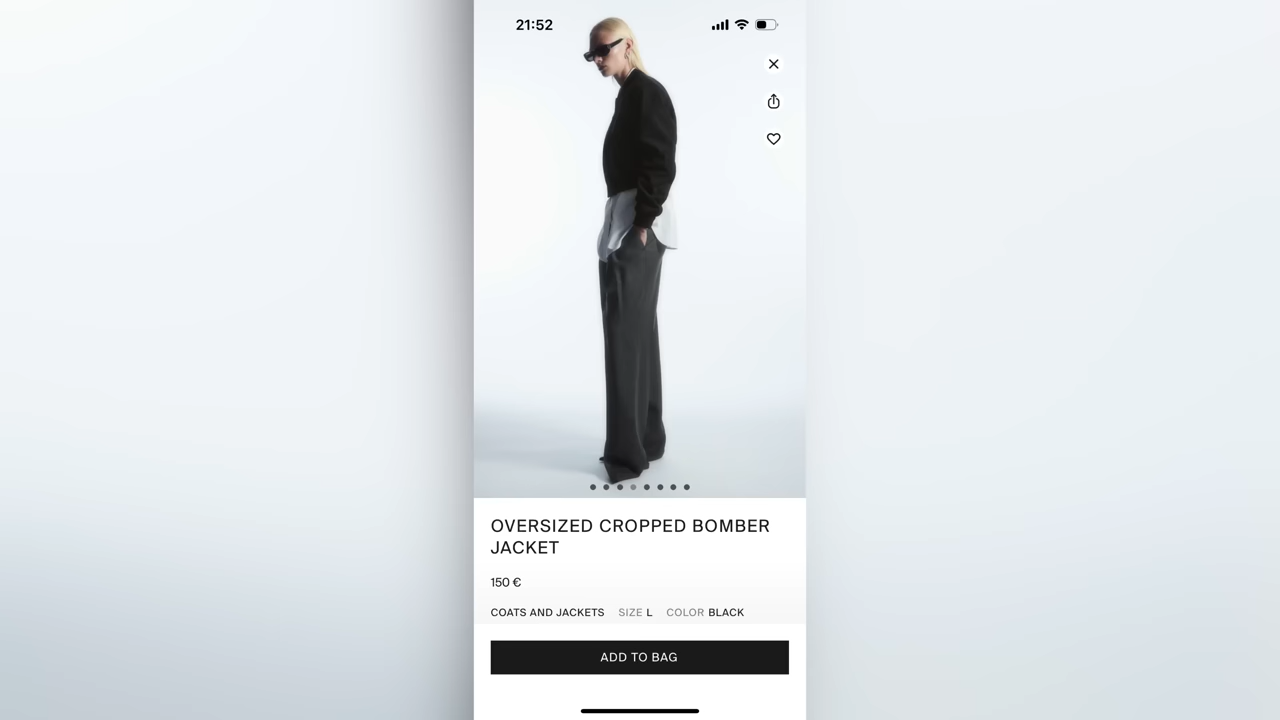 21:52
OVERSIZED CROPPED BOMBER
JACKET
150 €
COATS AND JACKETS SIZE L COLOR BLACK
ADD TO BAG